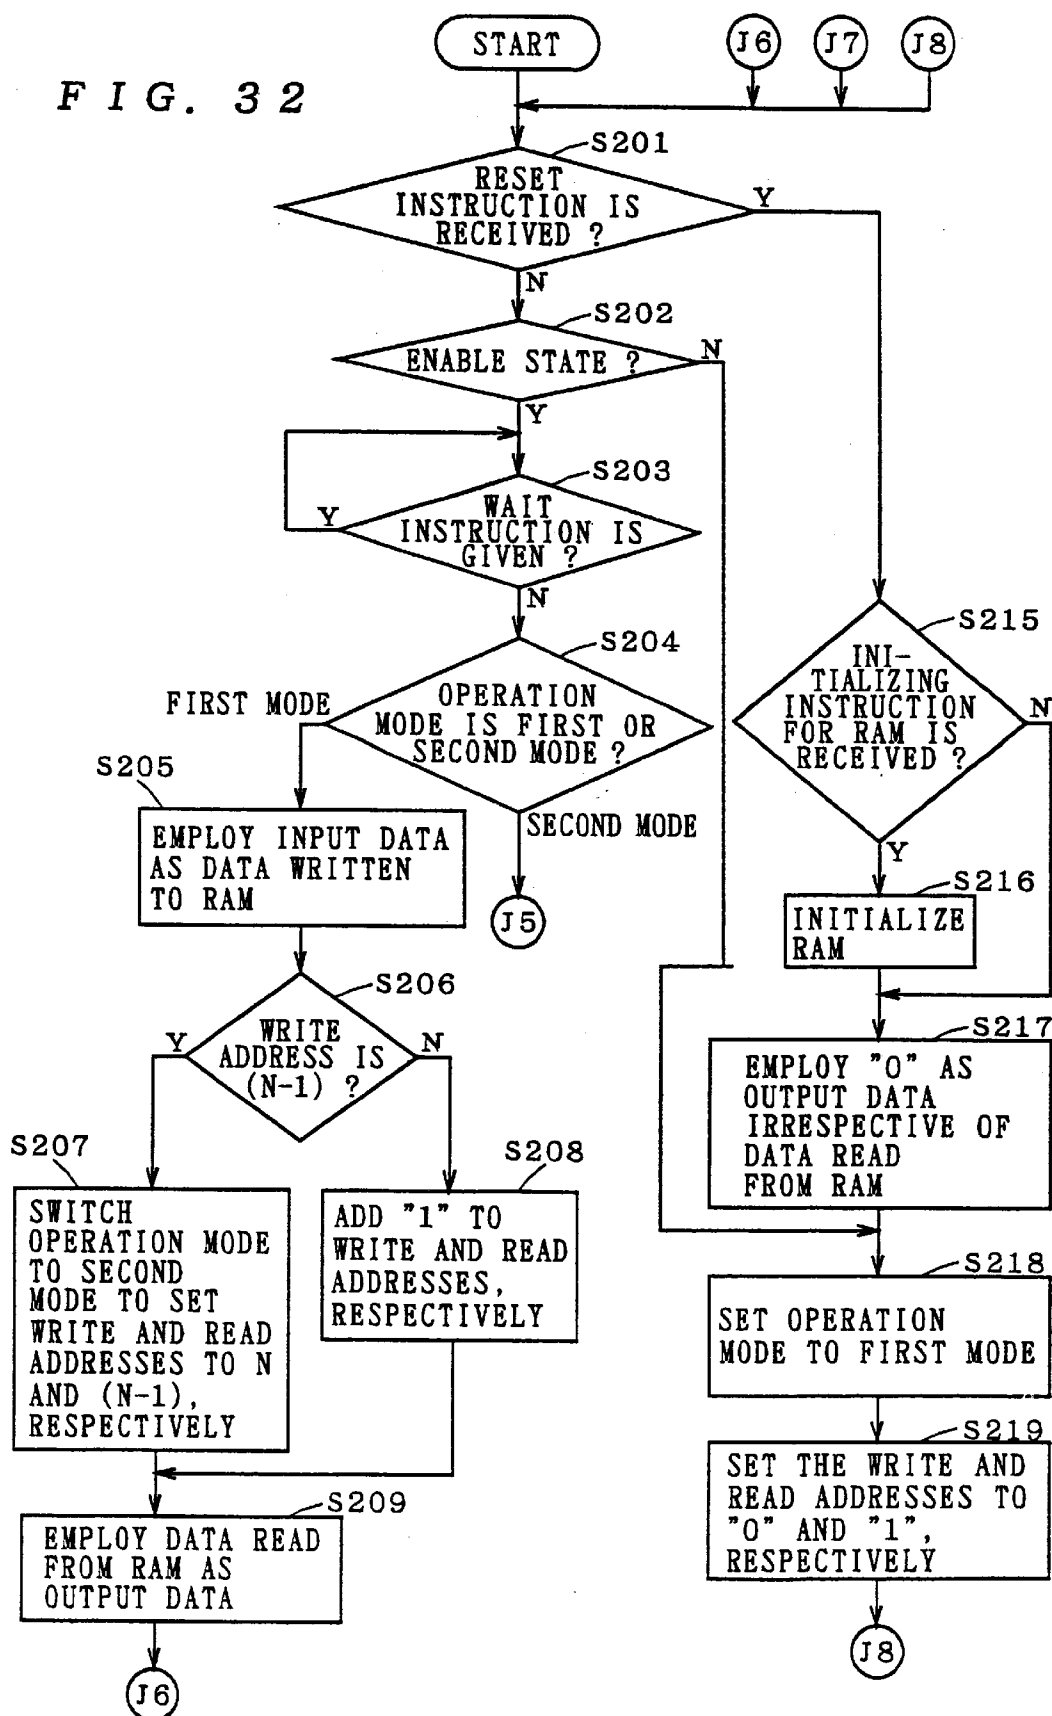 START
J6
J7
J8
FIG. 32
S201
RESET
INSTRUCTION IS
RECEIVED ?
Y
N
S202
ENABLE STATE ?
N
Y
S203
WAIT
INSTRUCTION IS
GIVEN ?
Y
N
S204
OPERATION
MODE IS FIRST OR
SECOND MODE ?
FIRST MODE
SECOND MODE
J5
S205
EMPLOY INPUT DATA
AS DATA WRITTEN
TO RAM
S206
WRITE
ADDRESS IS
(N-1) ?
Y
N
S207
SWITCH
OPERATION MODE
TO SECOND
MODE TO SET
WRITE AND READ
ADDRESSES TO N
AND (N-1),
RESPECTIVELY
S208
ADD "1" TO
WRITE AND READ
ADDRESSES,
RESPECTIVELY
S209
EMPLOY DATA READ
FROM RAM AS
OUTPUT DATA
J6
S215
INI-
TIALIZING
INSTRUCTION
FOR RAM IS
RECEIVED ?
N
Y
S216
INITIALIZE
RAM
S217
EMPLOY "0" AS
OUTPUT DATA
IRRESPECTIVE OF
DATA READ
FROM RAM
S218
SET OPERATION
MODE TO FIRST MODE
S219
SET THE WRITE AND
READ ADDRESSES TO
"0" AND "1",
RESPECTIVELY
J8